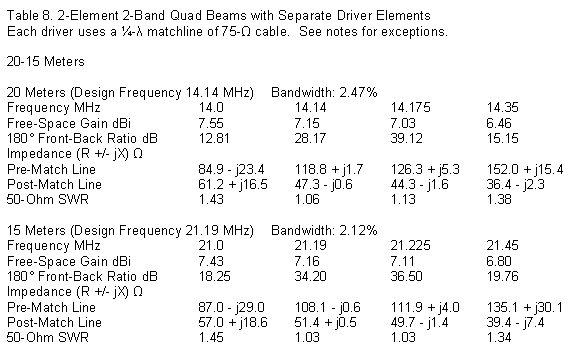 Table 8. 2-Element 2-Band Quad Beams with Separate Driver Elements
Each driver uses a ¼-λ matchline of 75-Ω cable. See notes for exceptions.
20-15 Meters
20 Meters (Design Frequency 14.14 MHz) Bandwidth: 2.47%
Frequency MHz 14.0 14.14 14.175 14.35
Free-Space Gain dBi 7.55 7.15 7.03 6.46
180° Front-Back Ratio dB 12.81 28.17 39.12 15.15
Impedance (R +/- jX) Ω
Pre-Match Line 84.9 - j23.4 118.8 + j1.7 126.3 + j5.3 152.0 + j15.4
Post-Match Line 61.2 + j16.5 47.3 - j0.6 44.3 - j1.6 36.4 - j2.3
50-Ohm SWR 1.43 1.06 1.13 1.38
15 Meters (Design Frequency 21.19 MHz) Bandwidth: 2.12%
Frequency MHz 21.0 21.19 21.225 21.45
Free-Space Gain dBi 7.43 7.16 7.11 6.80
180° Front-Back Ratio dB 18.25 34.20 36.50 19.76
Impedance (R +/- jX) Ω
Pre-Match Line 87.0 - j29.0 108.1 - j0.6 111.9 + j4.0 135.1 + j30.1
Post-Match Line 57.0 + j18.6 51.4 + j0.5 49.7 - j1.4 39.4 - j7.2
50-Ohm SWR 1.45 1.03 1.03 1.34